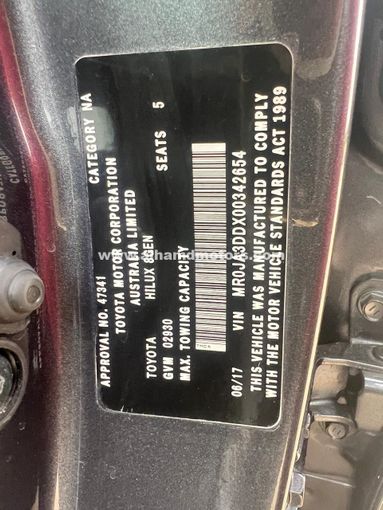 APPROVAL NO. 47341 CATEGORY NA
TOYOTA MOTOR CORPORATION
AUSTRALIA LIMITED
TOYOTA HILUX 8GEN SEATS 5
GVM 02930
MAX. TOWING CAPACITY
06/17 VIN MR0JA3DDX00342654
THIS VEHICLE WAS MANUFACTURED TO COMPLY
WITH THE MOTOR VEHICLE STANDARDS ACT 1989